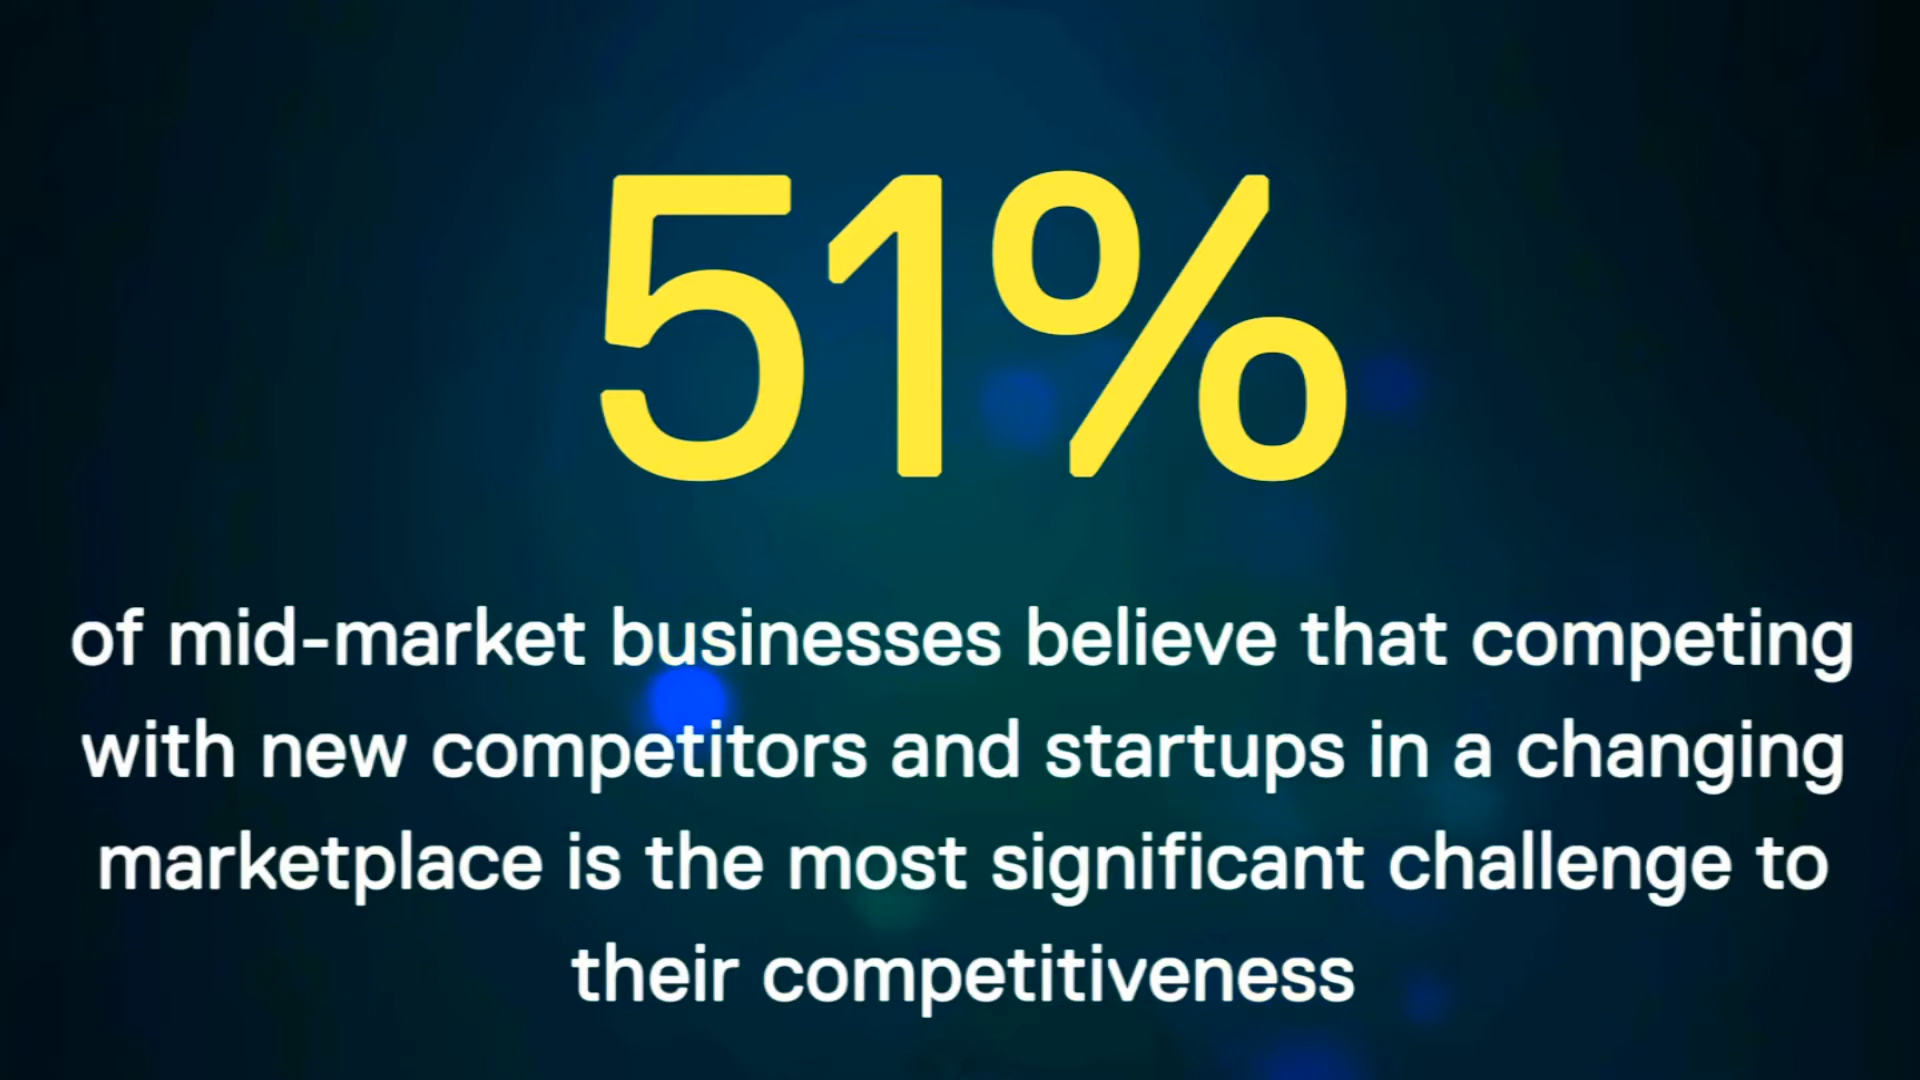 51%
of mid-market businesses believe that competing
with new competitors and startups in a changing
marketplace is the most significant challenge to
their competitiveness